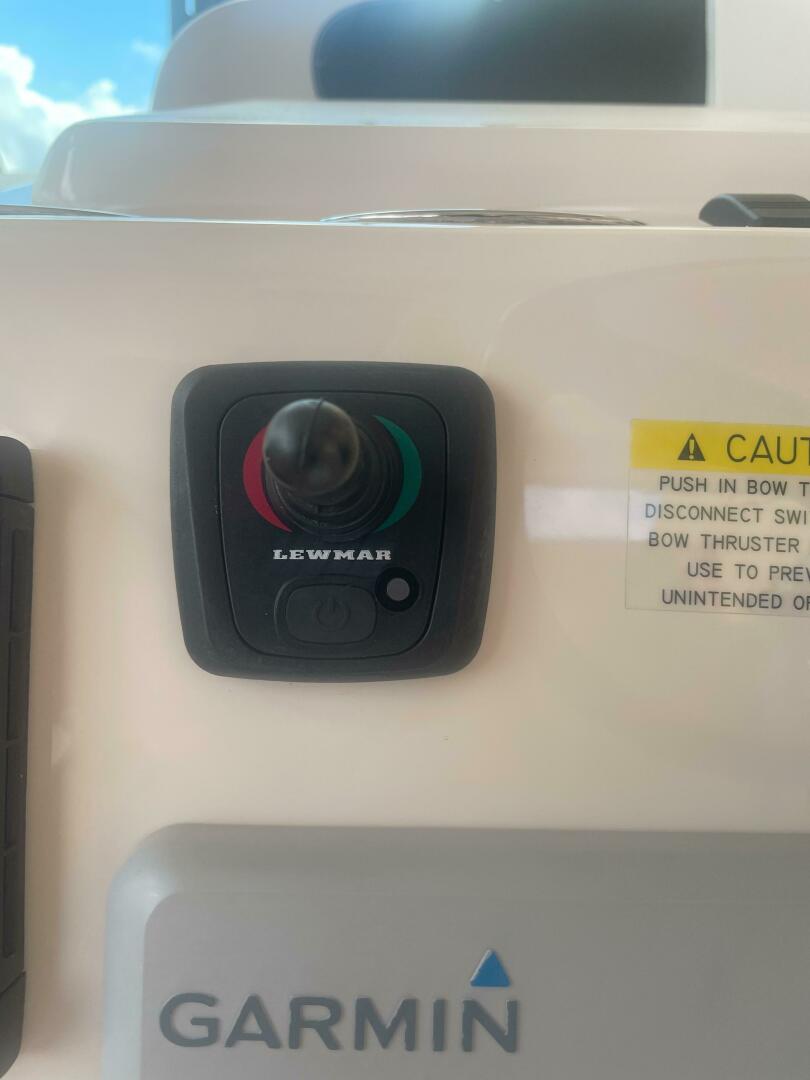 LEWMAR
CAUT
PUSH IN BOW T
DISCONNECT SWI
BOW THRUSTER
USE TO PREV
UNINTENDED OF
GARMIN